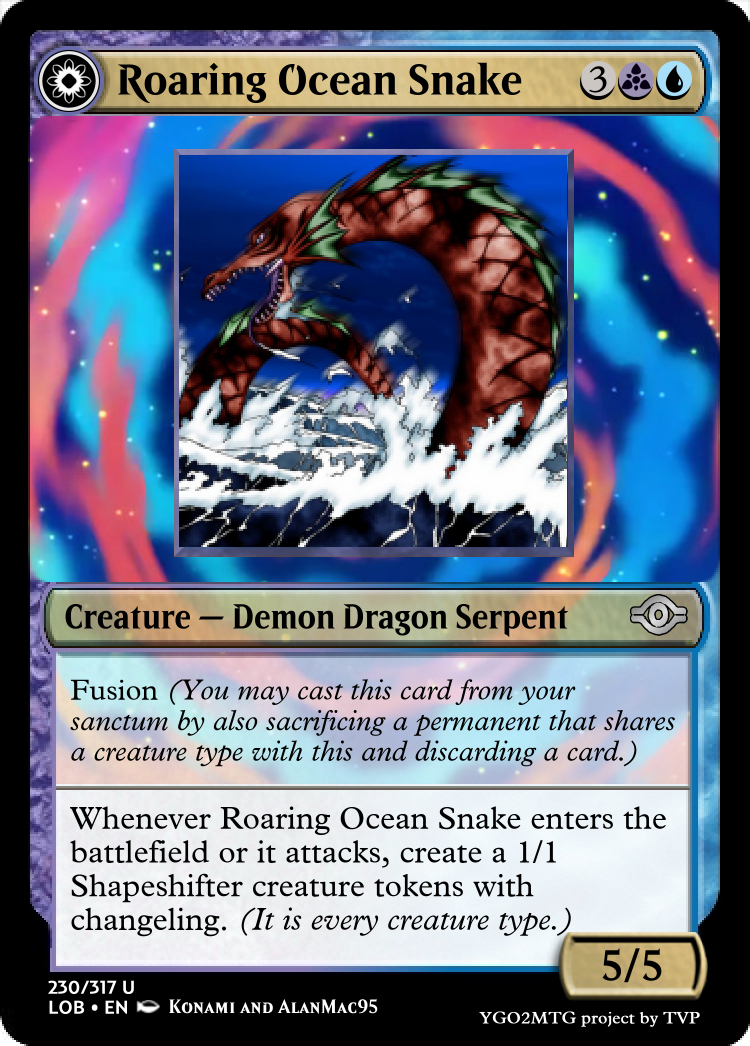 Roaring Ocean Snake 3
Creature — Demon Dragon Serpent
Fusion (You may cast this card from your
sanctum by also sacrificing a permanent that shares
a creature type with this and discarding a card.)
Whenever Roaring Ocean Snake enters the
battlefield or it attacks, create a 1/1
Shapeshifter creature tokens with
changeling. (It is every creature type.)
5/5
230/317 U
LOB • EN Konami and AlanMac95
YGO2MTG project by TVP